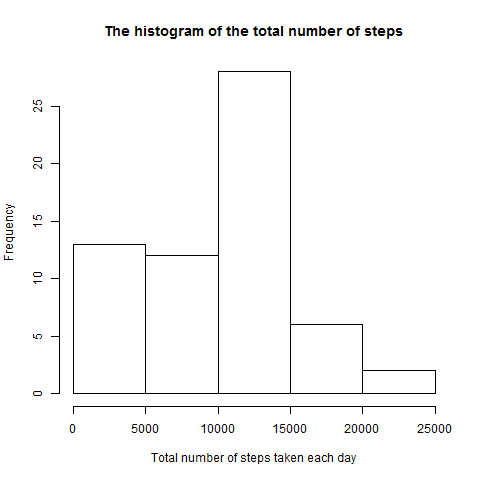 The histogram of the total number of steps
Frequency
25
20
15
10
5
0
0 5000 10000 15000 20000 25000
Total number of steps taken each day